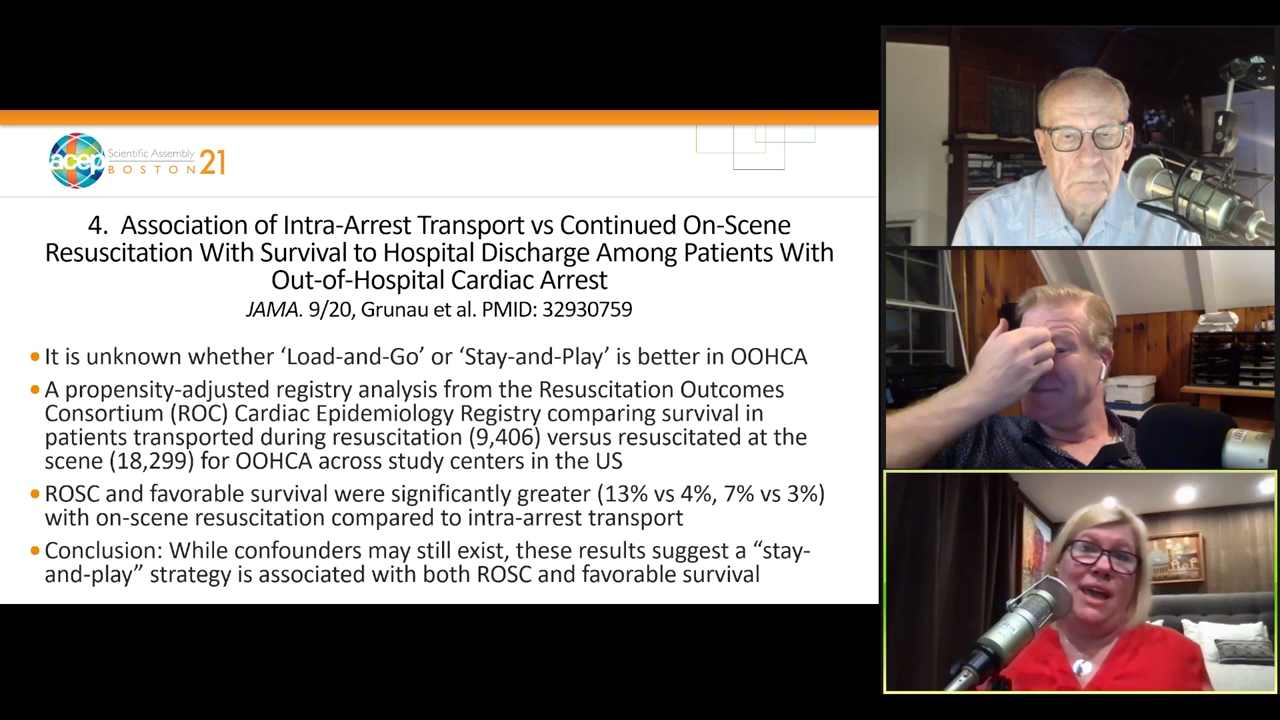 acep Scientific Assembly
BOSTON 21
4. Association of Intra-Arrest Transport vs Continued On-Scene
Resuscitation With Survival to Hospital Discharge Among Patients With
Out-of-Hospital Cardiac Arrest
JAMA. 9/20, Grunau et al. PMID: 32930759
• It is unknown whether ‘Load-and-Go’ or ‘Stay-and-Play’ is better in OOHCA
• A propensity-adjusted registry analysis from the Resuscitation Outcomes
Consortium (ROC) Cardiac Epidemiology Registry comparing survival in
patients transported during resuscitation (9,406) versus resuscitated at the
scene (18,299) for OOHCA across study centers in the US
• ROSC and favorable survival were significantly greater (13% vs 4%, 7% vs 3%)
with on-scene resuscitation compared to intra-arrest transport
• Conclusion: While confounders may still exist, these results suggest a “stay-
and-play” strategy is associated with both ROSC and favorable survival